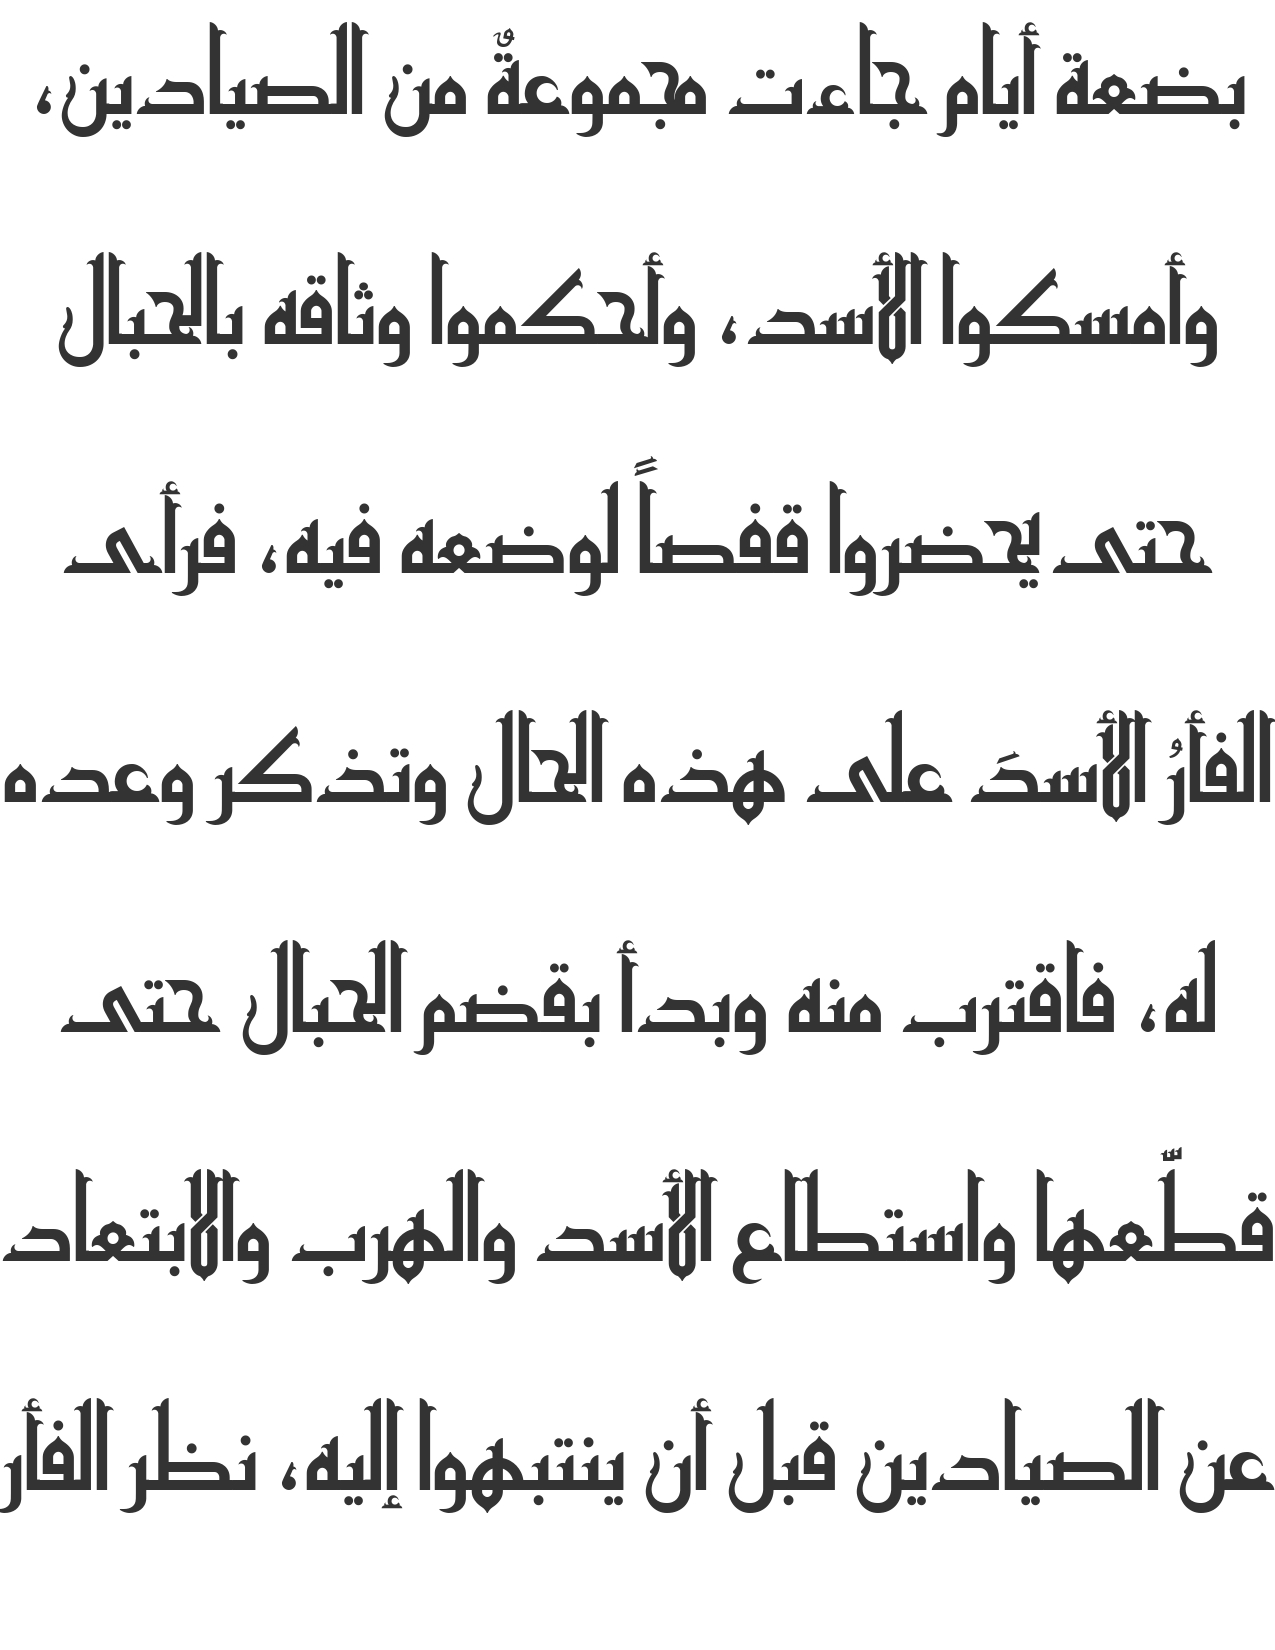 بضعة أيام جاءت مجموعةٌ من الصيادين،
وأمسكوا الأسد، وأحكموا وثاقه بالحبال
حتى يحضروا قفصاً لوضعه فيه، فرأى
الفأرُ الأسدَ على هذه الحال وتذكر وعده
له، فاقترب منه وبدأ بقضم الحبال حتى
قطّعها واستطاع الأسد والهرب والابتعاد
عن الصيادين قبل أن ينتبهوا إليه، نظر الفأر